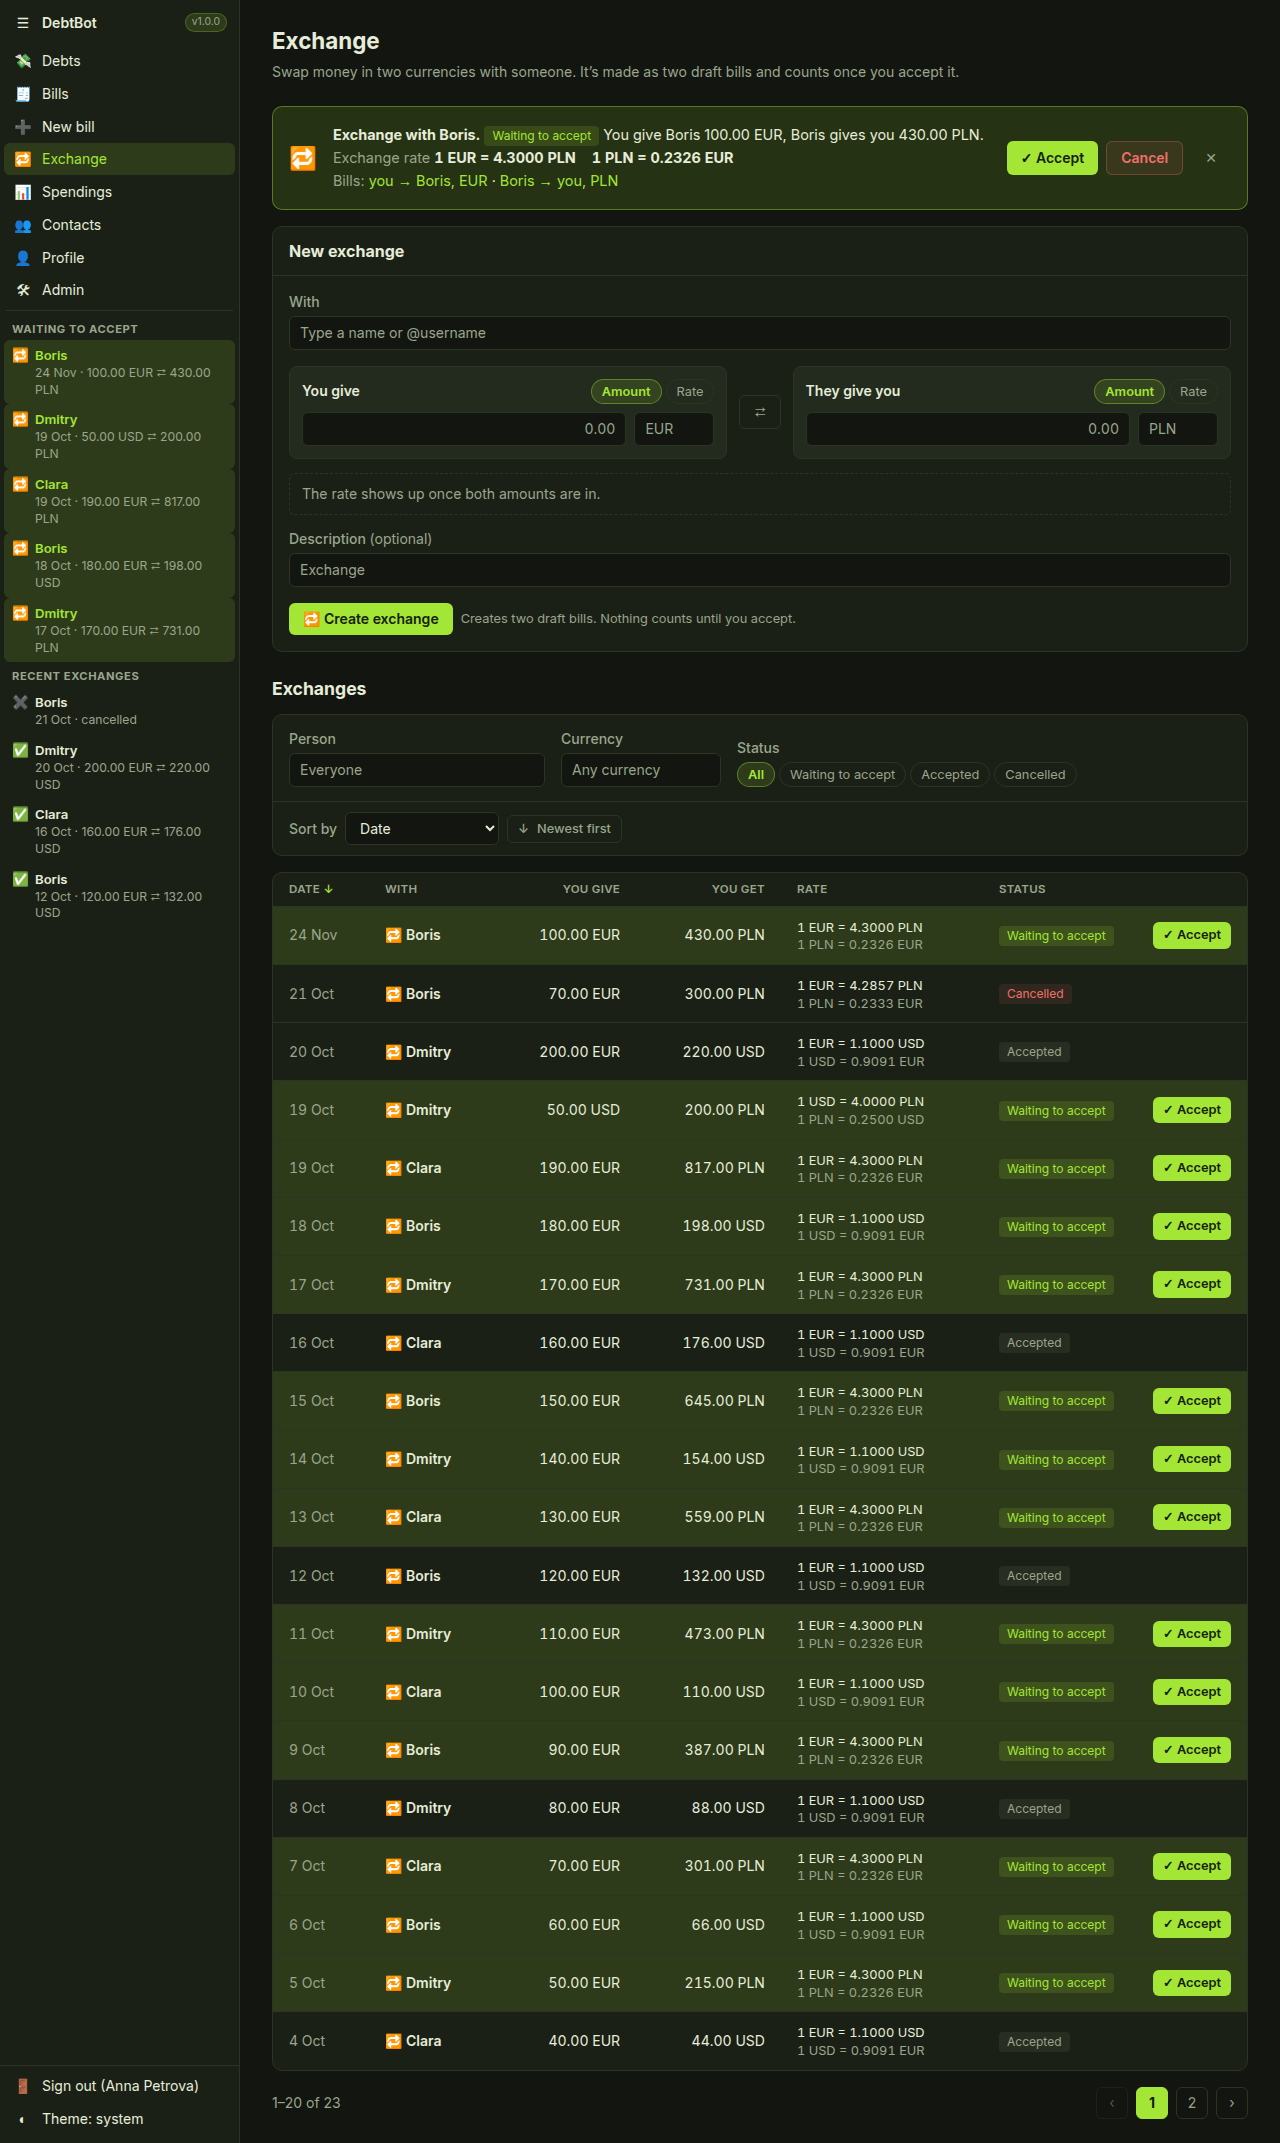 DebtBot v1.0.0
Debts
Bills
New bill
Exchange
Spendings
Contacts
Profile
Admin
WAITING TO ACCEPT
Boris
24 Nov · 100.00 EUR ⇄ 430.00
PLN
Dmitry
19 Oct · 50.00 USD ⇄ 200.00
PLN
Clara
19 Oct · 190.00 EUR ⇄ 817.00
PLN
Boris
18 Oct · 180.00 EUR ⇄ 198.00
USD
Dmitry
17 Oct · 170.00 EUR ⇄ 731.00
PLN
RECENT EXCHANGES
Boris
21 Oct · cancelled
Dmitry
20 Oct · 200.00 EUR ⇄ 220.00
USD
Clara
16 Oct · 160.00 EUR ⇄ 176.00
USD
Boris
12 Oct · 120.00 EUR ⇄ 132.00
USD
Sign out (Anna Petrova)
Theme: system
Exchange
Swap money in two currencies with someone. It’s made as two draft bills and counts once you accept it.
Exchange with Boris. Waiting to accept You give Boris 100.00 EUR, Boris gives you 430.00 PLN.
Exchange rate 1 EUR = 4.3000 PLN 1 PLN = 0.2326 EUR
Bills: you → Boris, EUR · Boris → you, PLN
✓ Accept Cancel ✕
New exchange
With
Type a name or @username
You give Amount Rate
0.00 EUR
⇄
They give you Amount Rate
0.00 PLN
The rate shows up once both amounts are in.
Description (optional)
Exchange
Create exchange Creates two draft bills. Nothing counts until you accept.
Exchanges
Person
Everyone
Currency
Any currency
Status
All Waiting to accept Accepted Cancelled
Sort by Date ↓ Newest first
DATE ↓ WITH YOU GIVE YOU GET RATE STATUS
24 Nov Boris 100.00 EUR 430.00 PLN 1 EUR = 4.3000 PLN Waiting to accept ✓ Accept
1 PLN = 0.2326 EUR
21 Oct Boris 70.00 EUR 300.00 PLN 1 EUR = 4.2857 PLN Cancelled
1 PLN = 0.2333 EUR
20 Oct Dmitry 200.00 EUR 220.00 USD 1 EUR = 1.1000 USD Accepted
1 USD = 0.9091 EUR
19 Oct Dmitry 50.00 USD 200.00 PLN 1 USD = 4.0000 PLN Waiting to accept ✓ Accept
1 PLN = 0.2500 USD
19 Oct Clara 190.00 EUR 817.00 PLN 1 EUR = 4.3000 PLN Waiting to accept ✓ Accept
1 PLN = 0.2326 EUR
18 Oct Boris 180.00 EUR 198.00 USD 1 EUR = 1.1000 USD Waiting to accept ✓ Accept
1 USD = 0.9091 EUR
17 Oct Dmitry 170.00 EUR 731.00 PLN 1 EUR = 4.3000 PLN Waiting to accept ✓ Accept
1 PLN = 0.2326 EUR
16 Oct Clara 160.00 EUR 176.00 USD 1 EUR = 1.1000 USD Accepted
1 USD = 0.9091 EUR
15 Oct Boris 150.00 EUR 645.00 PLN 1 EUR = 4.3000 PLN Waiting to accept ✓ Accept
1 PLN = 0.2326 EUR
14 Oct Dmitry 140.00 EUR 154.00 USD 1 EUR = 1.1000 USD Waiting to accept ✓ Accept
1 USD = 0.9091 EUR
13 Oct Clara 130.00 EUR 559.00 PLN 1 EUR = 4.3000 PLN Waiting to accept ✓ Accept
1 PLN = 0.2326 EUR
12 Oct Boris 120.00 EUR 132.00 USD 1 EUR = 1.1000 USD Accepted
1 USD = 0.9091 EUR
11 Oct Dmitry 110.00 EUR 473.00 PLN 1 EUR = 4.3000 PLN Waiting to accept ✓ Accept
1 PLN = 0.2326 EUR
10 Oct Clara 100.00 EUR 110.00 USD 1 EUR = 1.1000 USD Waiting to accept ✓ Accept
1 USD = 0.9091 EUR
9 Oct Boris 90.00 EUR 387.00 PLN 1 EUR = 4.3000 PLN Waiting to accept ✓ Accept
1 PLN = 0.2326 EUR
8 Oct Dmitry 80.00 EUR 88.00 USD 1 EUR = 1.1000 USD Accepted
1 USD = 0.9091 EUR
7 Oct Clara 70.00 EUR 301.00 PLN 1 EUR = 4.3000 PLN Waiting to accept ✓ Accept
1 PLN = 0.2326 EUR
6 Oct Boris 60.00 EUR 66.00 USD 1 EUR = 1.1000 USD Waiting to accept ✓ Accept
1 USD = 0.9091 EUR
5 Oct Dmitry 50.00 EUR 215.00 PLN 1 EUR = 4.3000 PLN Waiting to accept ✓ Accept
1 PLN = 0.2326 EUR
4 Oct Clara 40.00 EUR 44.00 USD 1 EUR = 1.1000 USD Accepted
1 USD = 0.9091 EUR
1–20 of 23 ‹ 1 2 ›